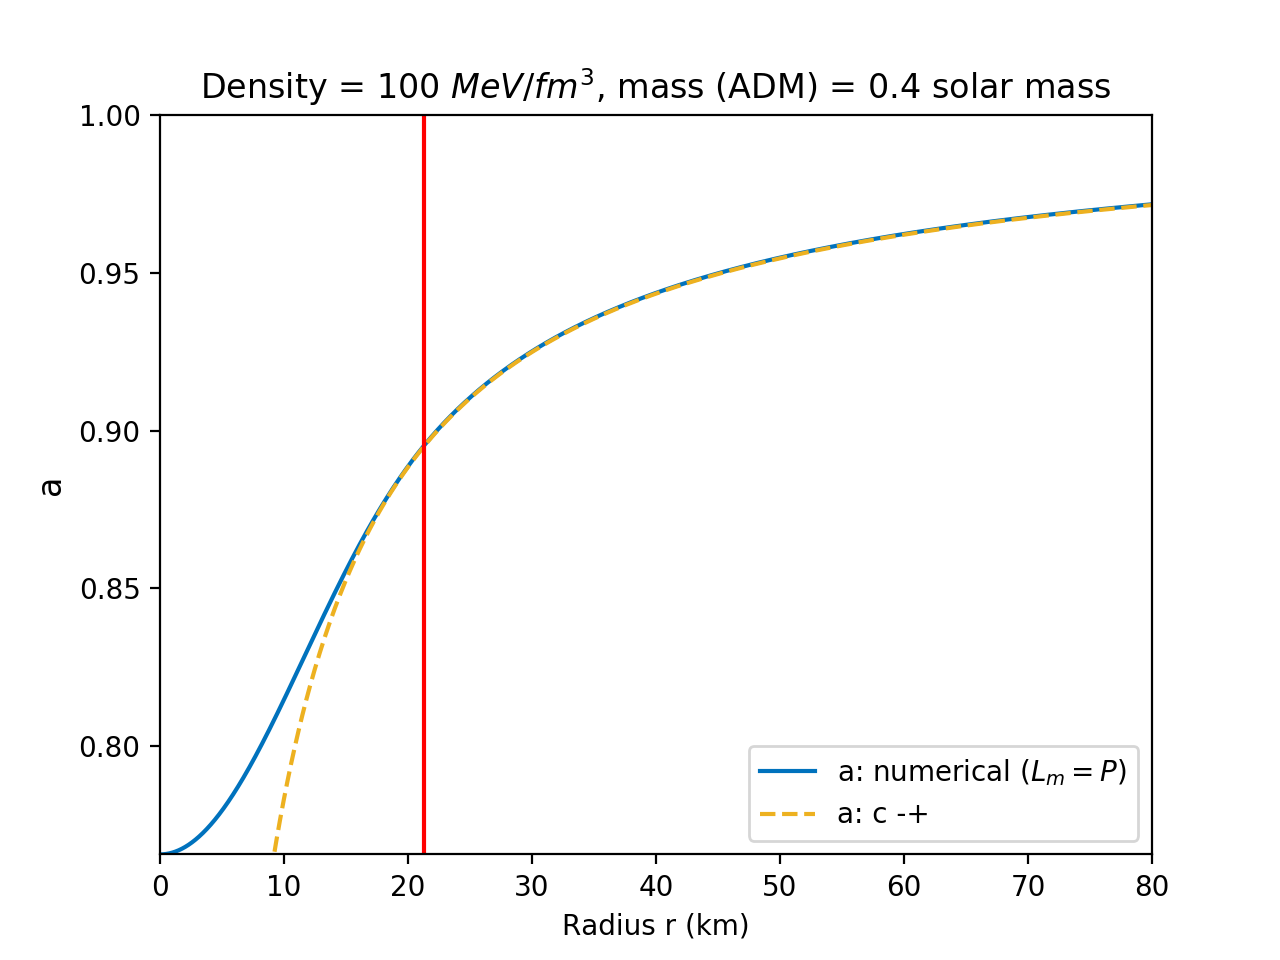 Density = 100 MeV/fm³, mass (ADM) = 0.4 solar mass
1.00
0.95
0.90
0.85
0.80
a
a: numerical (Lₘ = P)
a: c -+
0 10 20 30 40 50 60 70 80
Radius r (km)